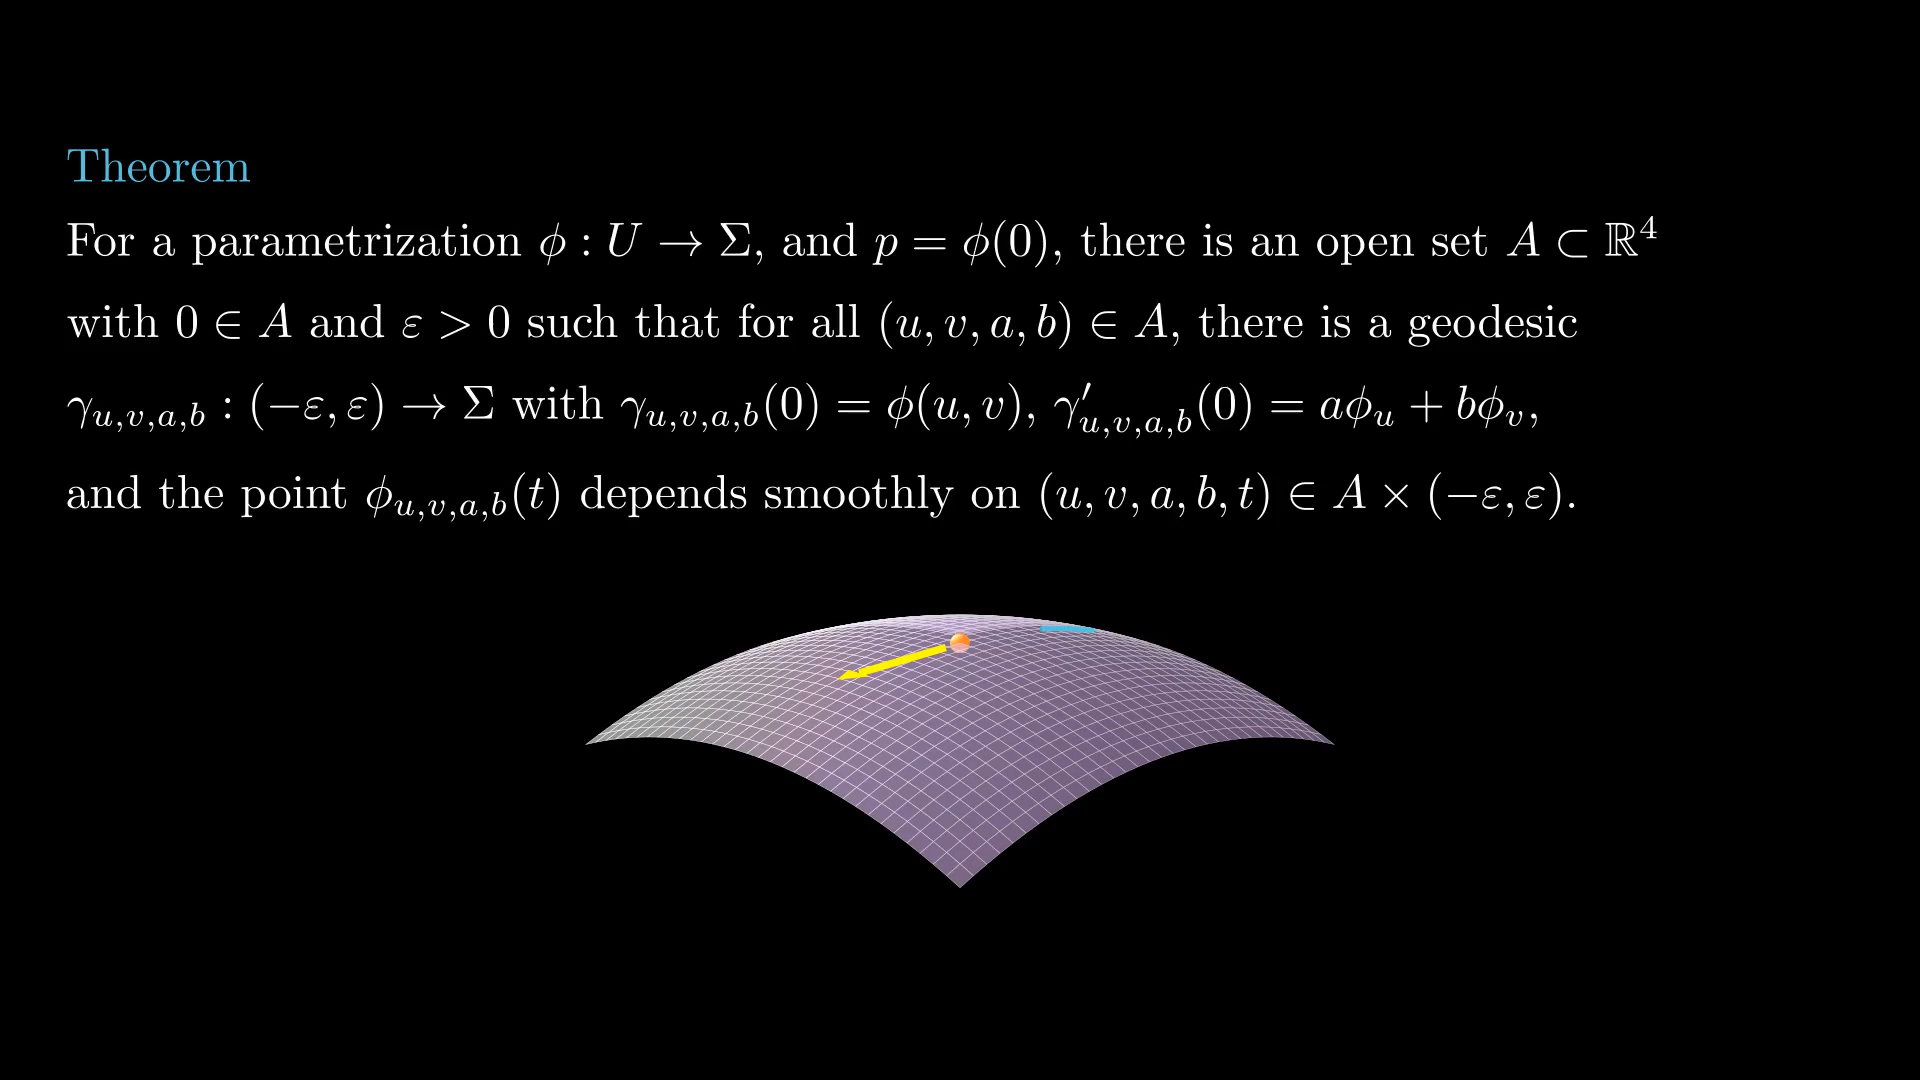 Theorem
For a parametrization ϕ : U → Σ, and p = ϕ(0), there is an open set A ⊂ ℝ⁴
with 0 ∈ A and ε > 0 such that for all (u, v, a, b) ∈ A, there is a geodesic
γ_{u,v,a,b} : (−ε, ε) → Σ with γ_{u,v,a,b}(0) = ϕ(u, v), γ′_{u,v,a,b}(0) = aϕ_u + bϕ_v,
and the point ϕ_{u,v,a,b}(t) depends smoothly on (u, v, a, b, t) ∈ A × (−ε, ε).